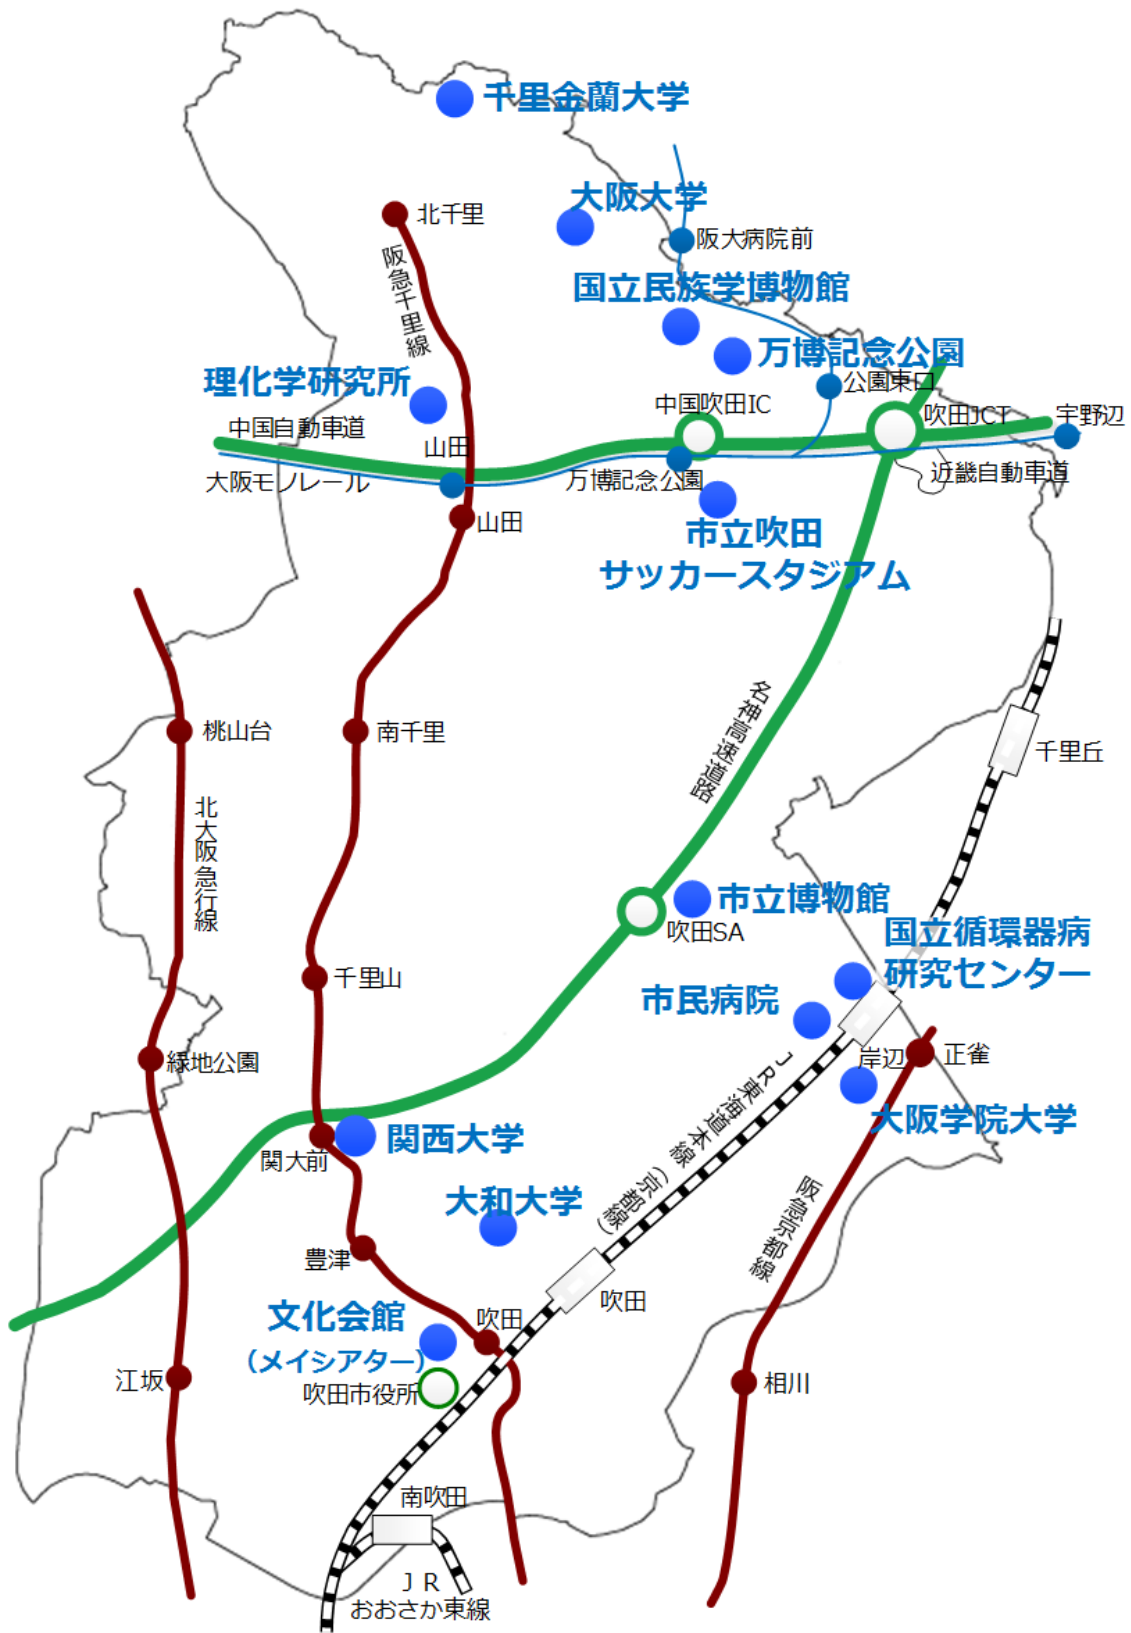 千里金蘭大学
大阪大学
北千里
阪大病院前
阪急千里線
国立民族学博物館
万博記念公園
理化学研究所
公園東口
中国吹田IC
吹田JCT
宇野辺
中国自動車道
山田
大阪モノレール
万博記念公園
近畿自動車道
山田
市立吹田
サッカースタジアム
名神高速道路
桃山台
南千里
千里丘
北大阪急行線
市立博物館
吹田SA
国立循環器病
研究センター
千里山
市民病院
緑地公園
岸辺
正雀
JR東海道本線(京都線)
大阪学院大学
関西大学
関大前
大和大学
阪急京都線
豊津
吹田
文化会館
(メイシアター)
吹田
江坂
吹田市役所
相川
南吹田
JR
おおさか東線